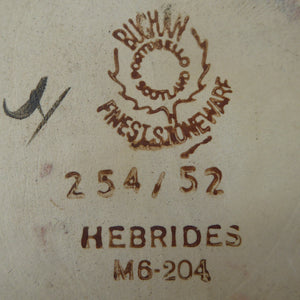 BUCHAN
PORTOBELLO
SCOTLAND
FINEST STONEWARE
254/52
HEBRIDES
M6-204